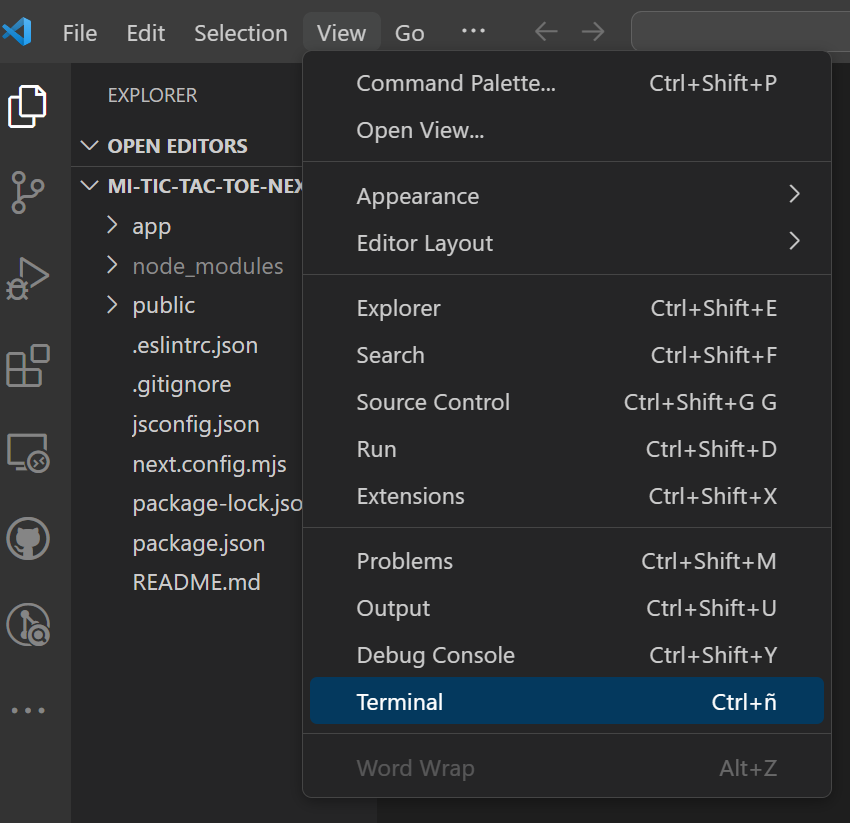 File Edit Selection View Go ...
EXPLORER
OPEN EDITORS
MI-TIC-TAC-TOE-NEX
app
node_modules
public
.eslintrc.json
.gitignore
jsconfig.json
next.config.mjs
package-lock.jso
package.json
README.md
Command Palette... Ctrl+Shift+P
Open View...
Appearance
Editor Layout
Explorer Ctrl+Shift+E
Search Ctrl+Shift+F
Source Control Ctrl+Shift+G G
Run Ctrl+Shift+D
Extensions Ctrl+Shift+X
Problems Ctrl+Shift+M
Output Ctrl+Shift+U
Debug Console Ctrl+Shift+Y
Terminal Ctrl+ñ
Word Wrap Alt+Z